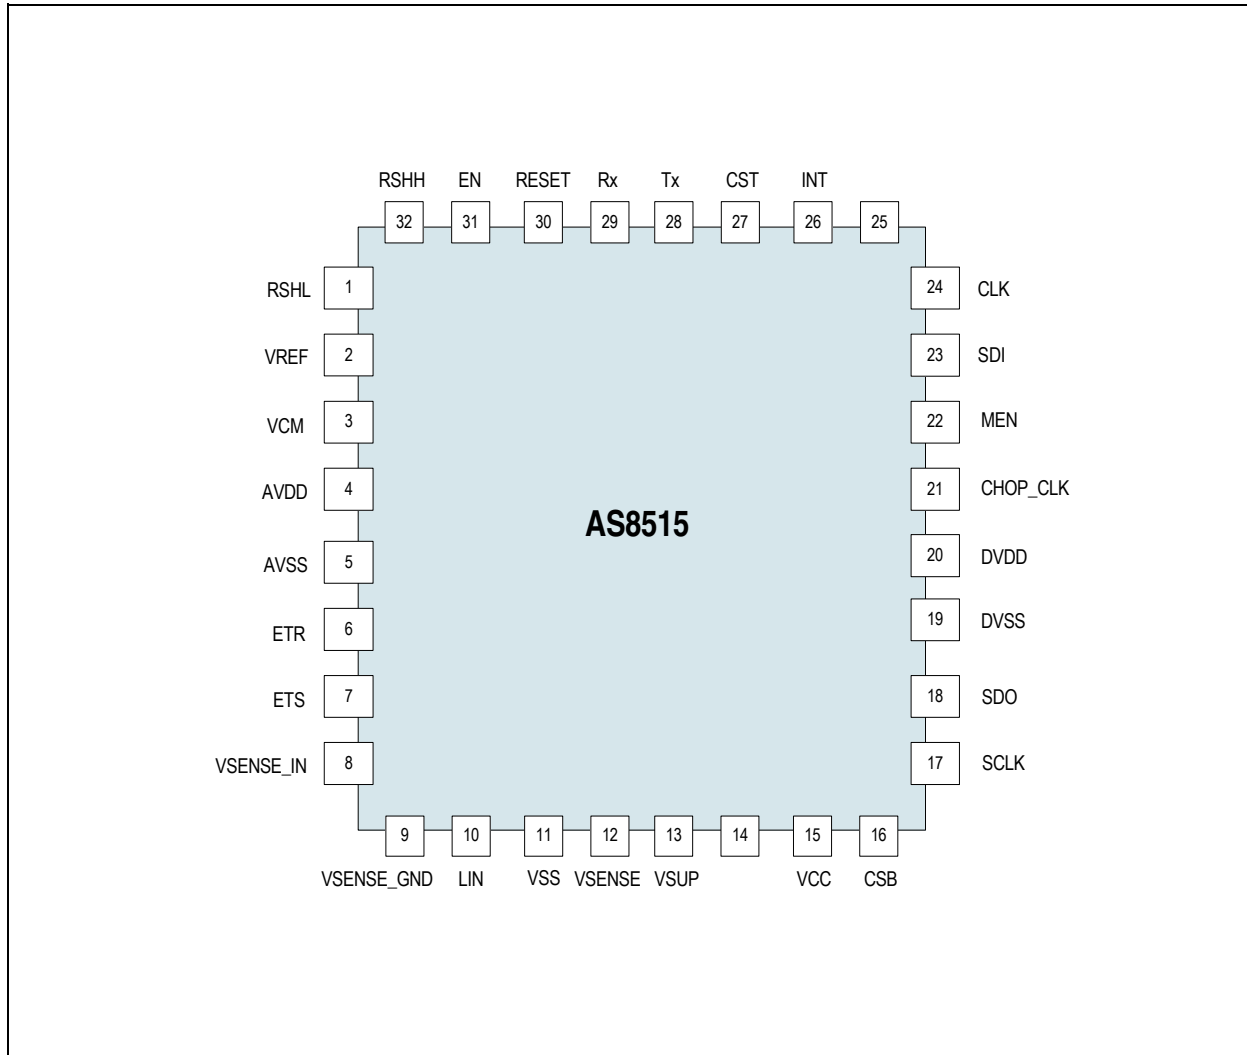 RSHH EN RESET Rx Tx CST INT
32 31 30 29 28 27 26 25
RSHL 1 24 CLK
VREF 2 23 SDI
VCM 3 22 MEN
AVDD 4 21 CHOP_CLK
AS8515
AVSS 5 20 DVDD
ETR 6 19 DVSS
ETS 7 18 SDO
VSENSE_IN 8 17 SCLK
9 10 11 12 13 14 15 16
VSENSE_GND LIN VSS VSENSE VSUP VCC CSB